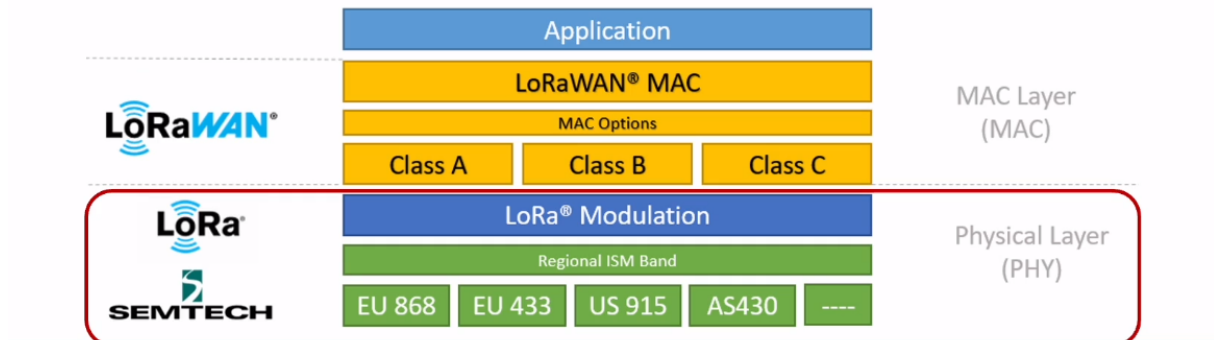 Application
LoRaWAN® MAC
MAC Options
Class A Class B Class C
LoRaWAN®
MAC Layer
(MAC)
LoRa® Modulation
Regional ISM Band
EU 868 EU 433 US 915 AS430 ----
LoRa®
SEMTECH
Physical Layer
(PHY)